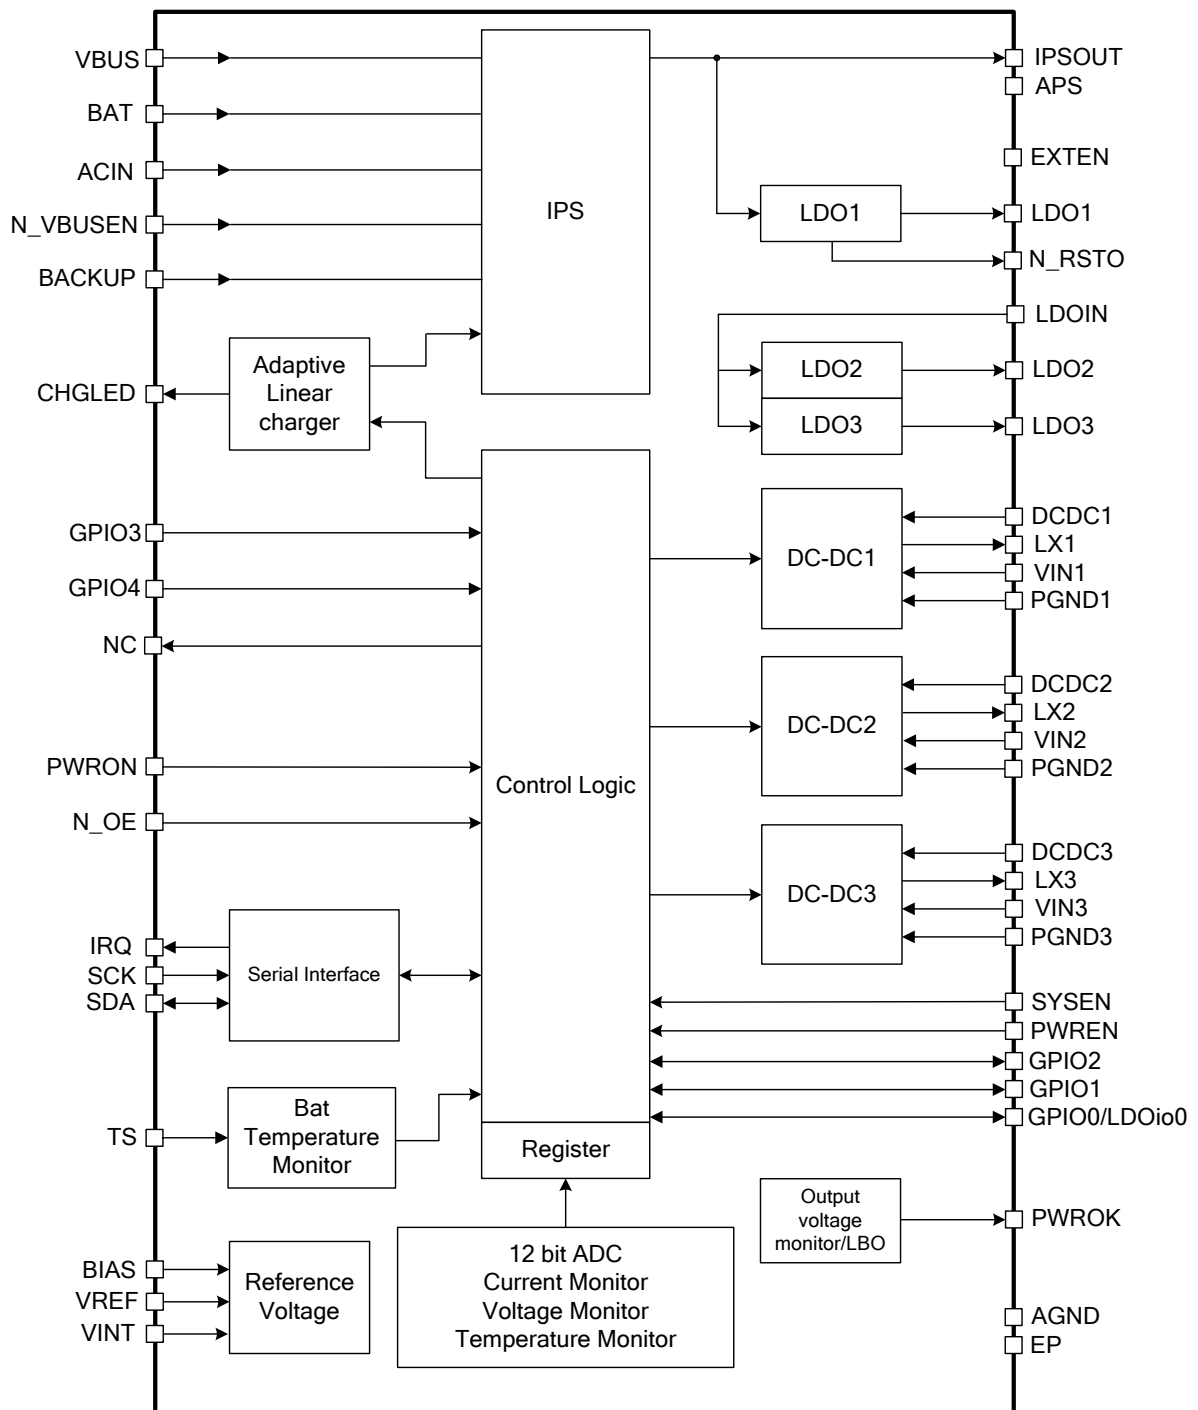 VBUS
BAT
ACIN
N_VBUSEN
BACKUP
CHGLED
GPIO3
GPIO4
NC
PWRON
N_OE
IRQ
SCK
SDA
TS
BIAS
VREF
VINT
IPS
Adaptive
Linear
charger
Control Logic
Serial Interface
Bat
Temperature
Monitor
Register
Reference
Voltage
12 bit ADC
Current Monitor
Voltage Monitor
Temperature Monitor
LDO1
LDO2
LDO3
DC-DC1
DC-DC2
DC-DC3
Output
voltage
monitor/LBO
IPSOUT
APS
EXTEN
LDO1
N_RSTO
LDOIN
LDO2
LDO3
DCDC1
LX1
VIN1
PGND1
DCDC2
LX2
VIN2
PGND2
DCDC3
LX3
VIN3
PGND3
SYSEN
PWREN
GPIO2
GPIO1
GPIO0/LDOio0
PWROK
AGND
EP